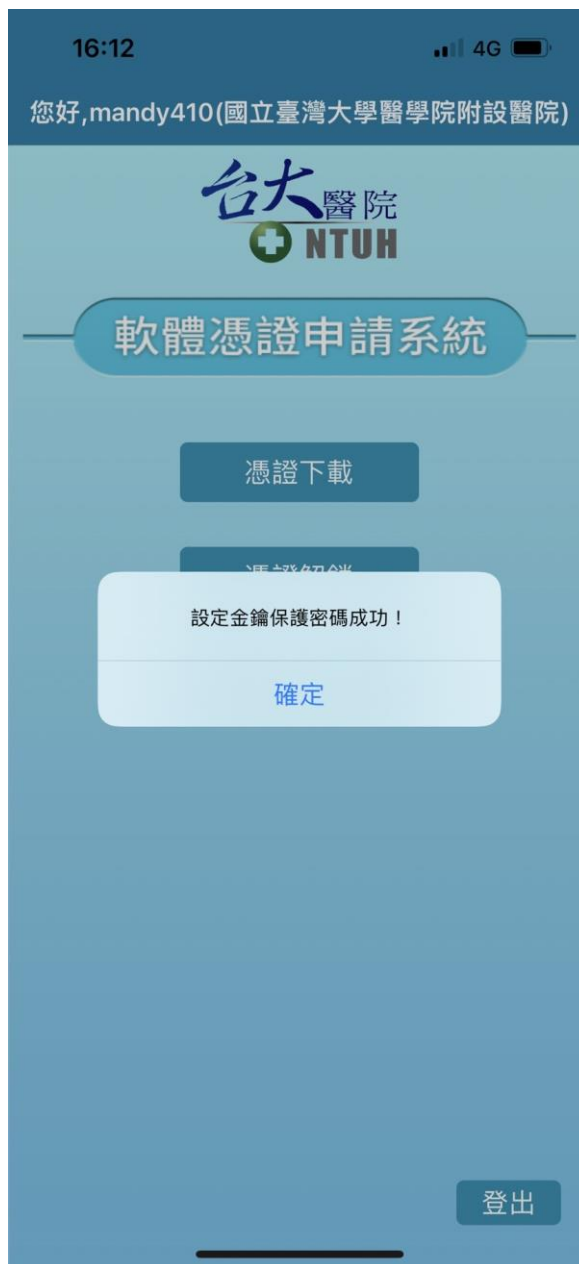 16:12
4G
您好,mandy410(國立臺灣大學醫學院附設醫院)
台大醫院
NTUH
軟體憑證申請系統
憑證下載
設定金鑰保護密碼成功！
確定
登出